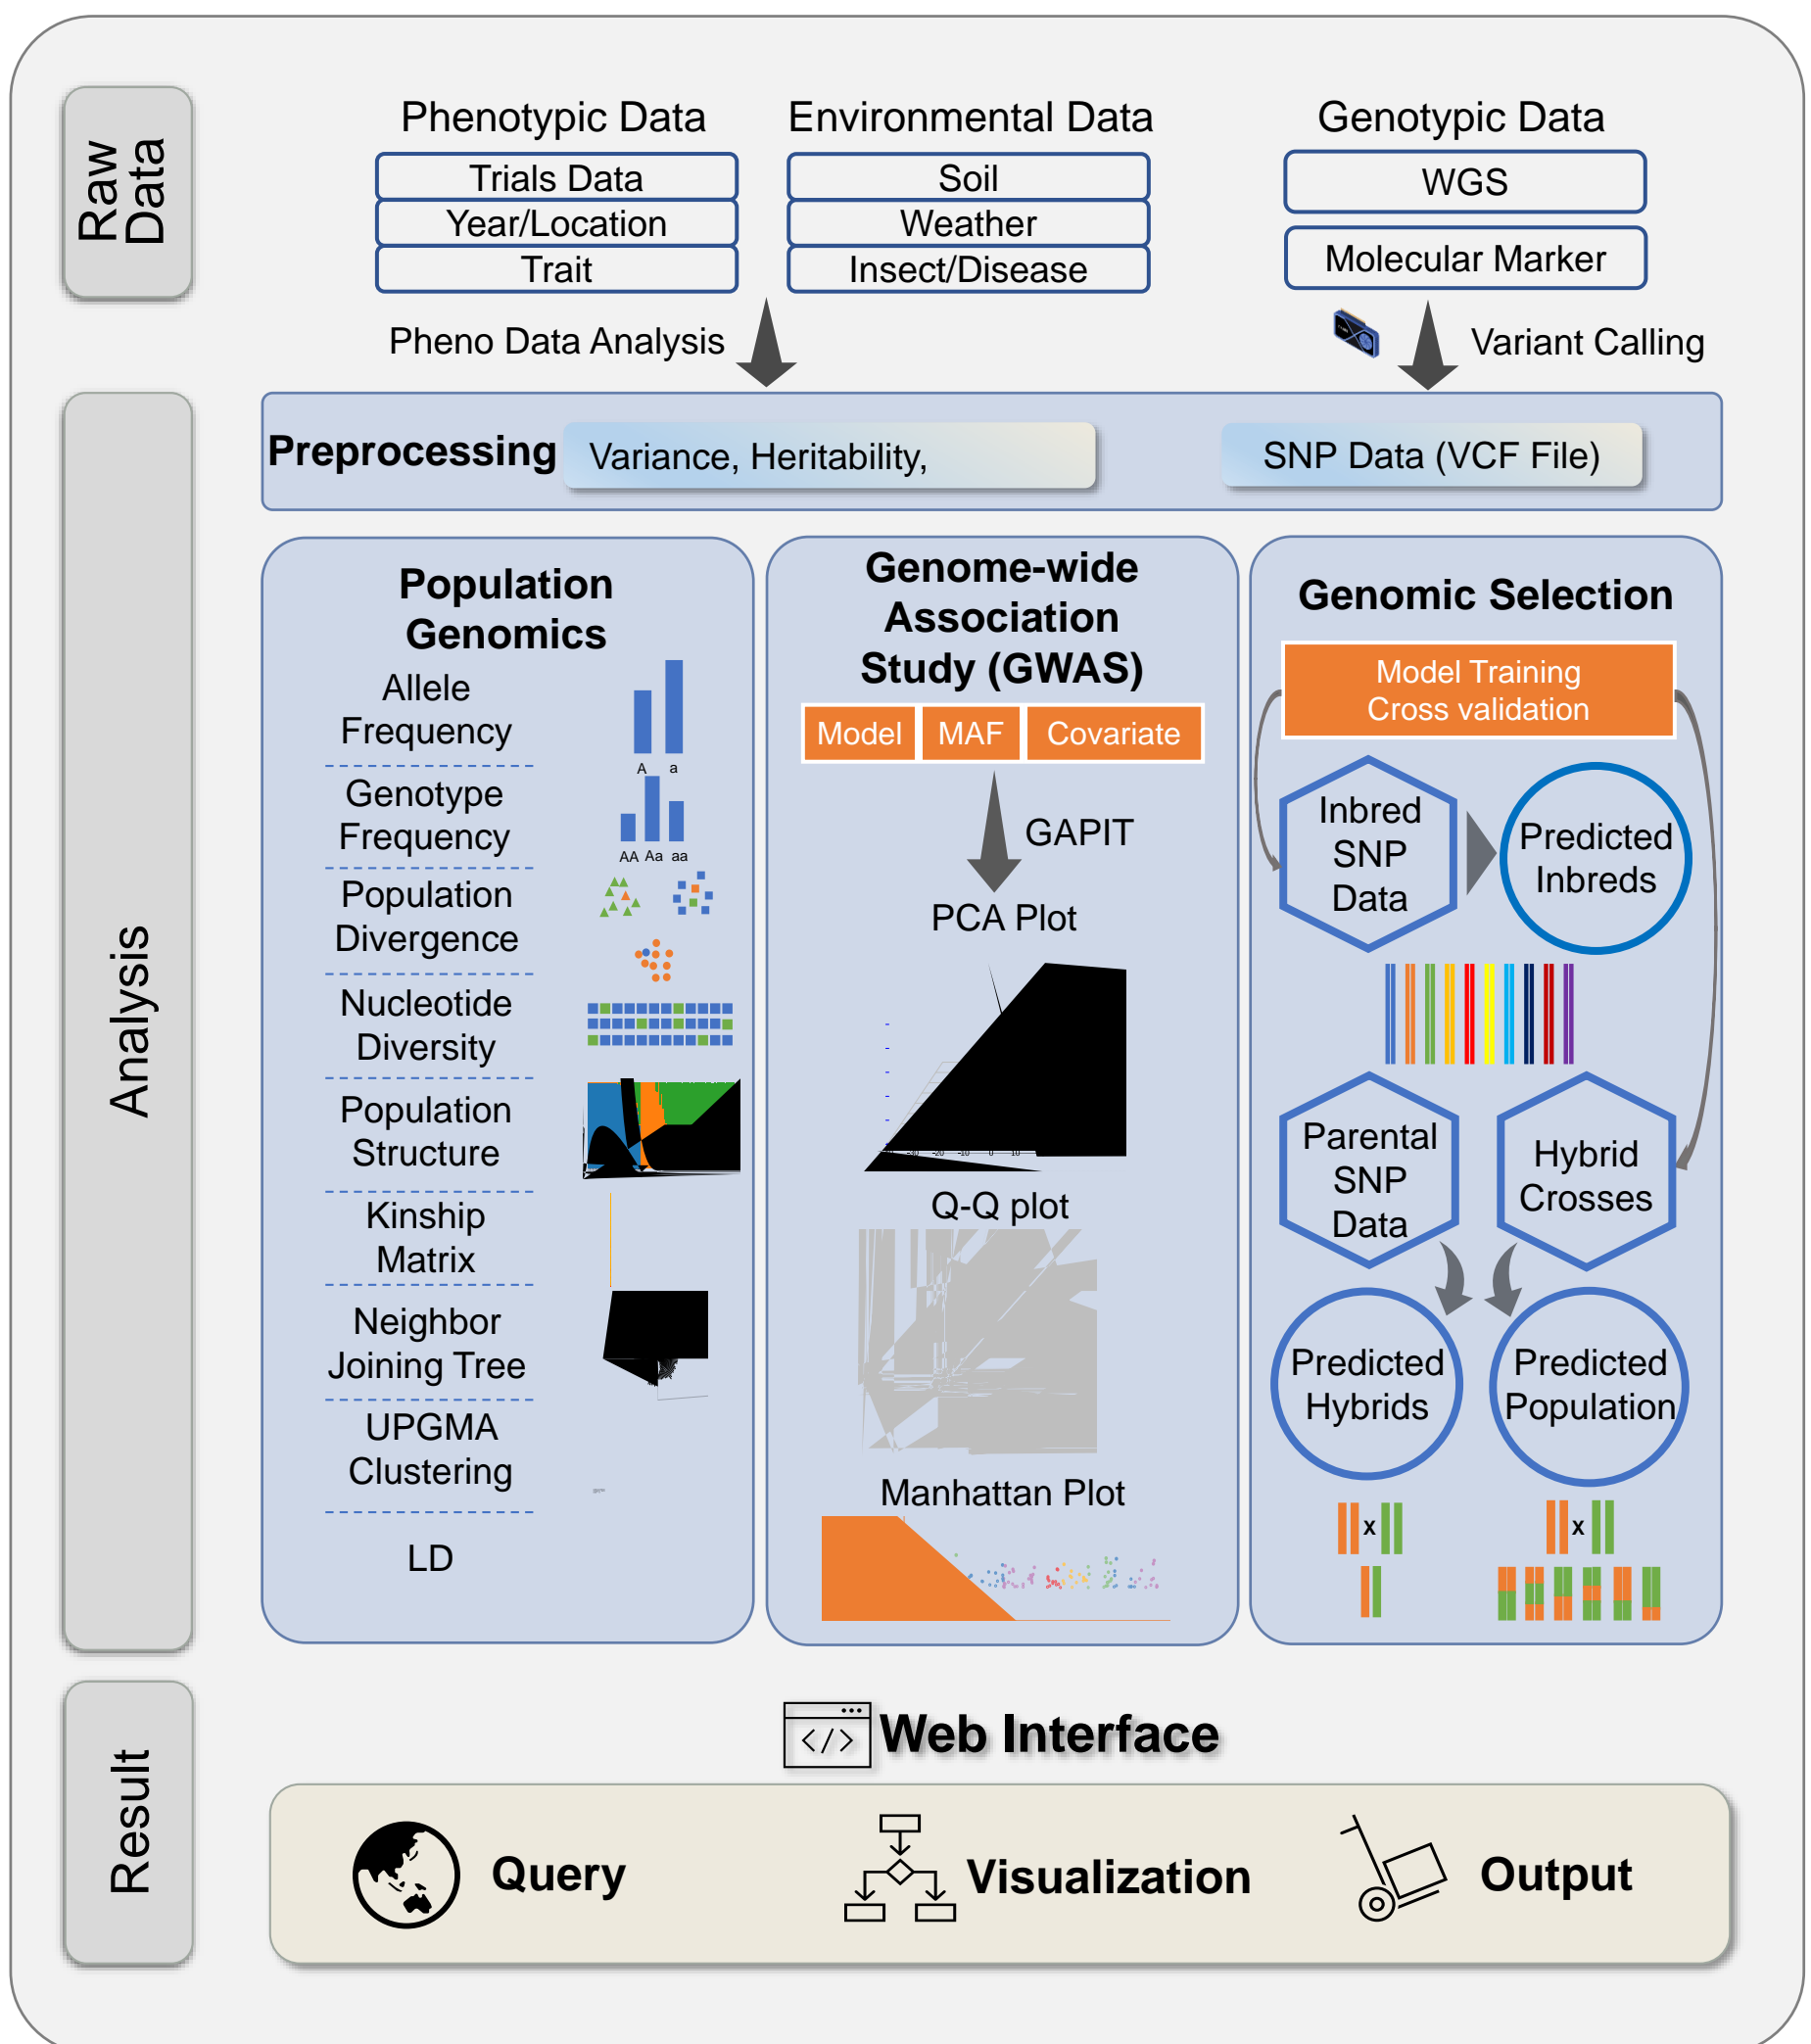 Raw
Data
Phenotypic Data
Trials Data
Year/Location
Trait
Environmental Data
Soil
Weather
Insect/Disease
Genotypic Data
WGS
Molecular Marker
Pheno Data Analysis
Variant Calling
Analysis
Preprocessing
Variance, Heritability,
SNP Data (VCF File)
Population
Genomics
Allele
Frequency
A a
Genotype
Frequency
AA Aa aa
Population
Divergence
Nucleotide
Diversity
Population
Structure
Kinship
Matrix
Neighbor
Joining Tree
UPGMA
Clustering
LD
Genome-wide
Association
Study (GWAS)
Model MAF Covariate
GAPIT
PCA Plot
-30 -20 -10 0 10
Q-Q plot
Manhattan Plot
Genomic Selection
Model Training
Cross validation
Inbred
SNP
Data
Predicted
Inbreds
Parental
SNP
Data
Hybrid
Crosses
Predicted
Hybrids
Predicted
Population
x
x
Result
</> Web Interface
Query
Visualization
Output